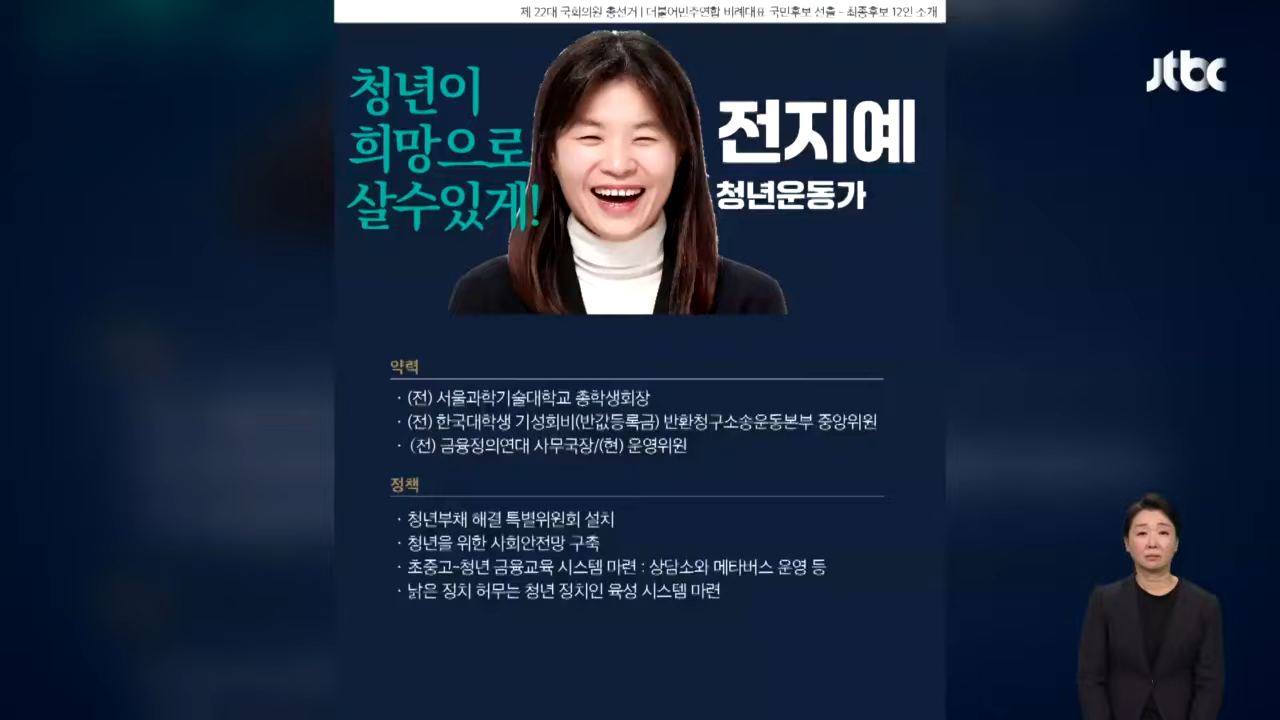 제 22대 국회의원 총선거 | 더불어민주연합 비례대표 국민후보 선출 - 최종후보 12인 소개
jtbc
청년이
희망으로
살수있게!
전지예
청년운동가
약력
· (전) 서울과학기술대학교 총학생회장
· (전) 한국대학생 기성회비(반값등록금) 반환청구소송운동본부 중앙위원
· (전) 금융정의연대 사무국장/(현) 운영위원
정책
· 청년부채 해결 특별위원회 설치
· 청년을 위한 사회안전망 구축
· 초중고-청년 금융교육 시스템 마련 : 상담소와 메타버스 운영 등
· 낡은 정치 허무는 청년 정치인 육성 시스템 마련